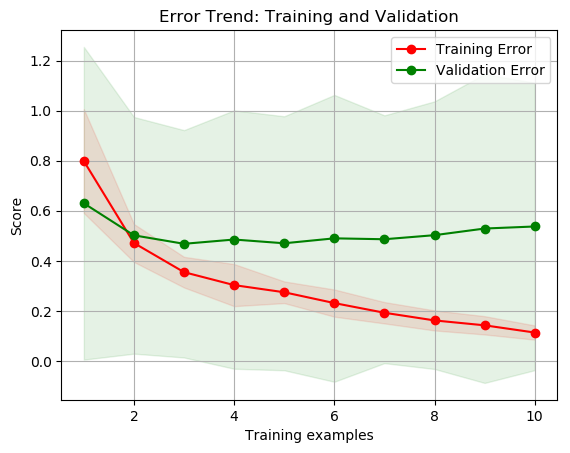 Error Trend: Training and Validation
Training Error
Validation Error
Score
1.2
1.0
0.8
0.6
0.4
0.2
0.0
2
4
6
8
10
Training examples